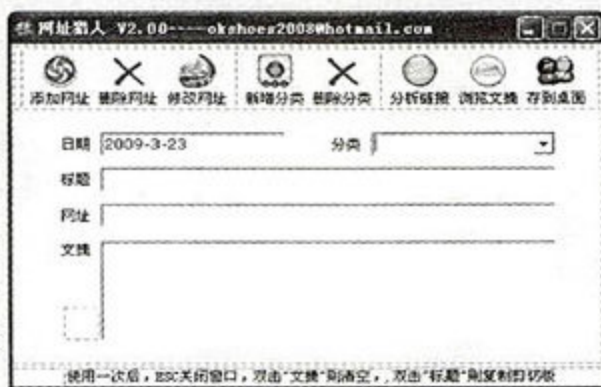 网址猎人 V2.00----okshoes2008@hotmail.com
添加网址 删除网址 修改网址 新增分类 删除分类 分析链接 浏览文摘 存到桌面
日期 2009-3-23 分类
标题
网址
文摘
使用一次后，ESC关闭窗口，双击"文摘"则清空，，双击"标题"则复制剪切板